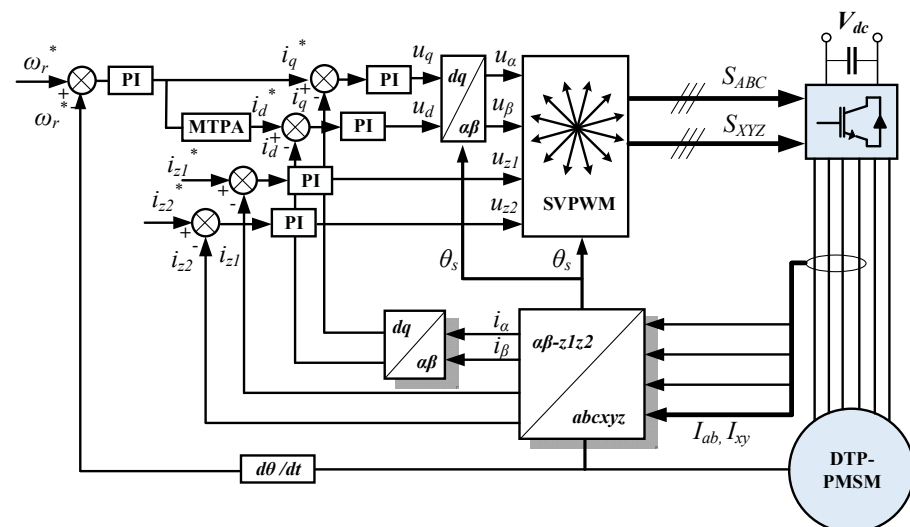 V_dc
ω_r^*
PI
i_q^*
u_q
dq
αβ
u_α
S_ABC
+
-
ω_r^*
MTPA
i_d^*
i_q
+
-
PI
u_d
u_β
S_XYZ
i_d
+
-
PI
i_z1^*
+
-
PI
u_z1
SVPWM
i_z2^*
+
-
PI
u_z2
i_z2
i_z1
θ_s
θ_s
dq
αβ
i_α
i_β
αβ-z1z2
abcxyz
I_ab, I_xy
dθ/dt
DTP-
PMSM